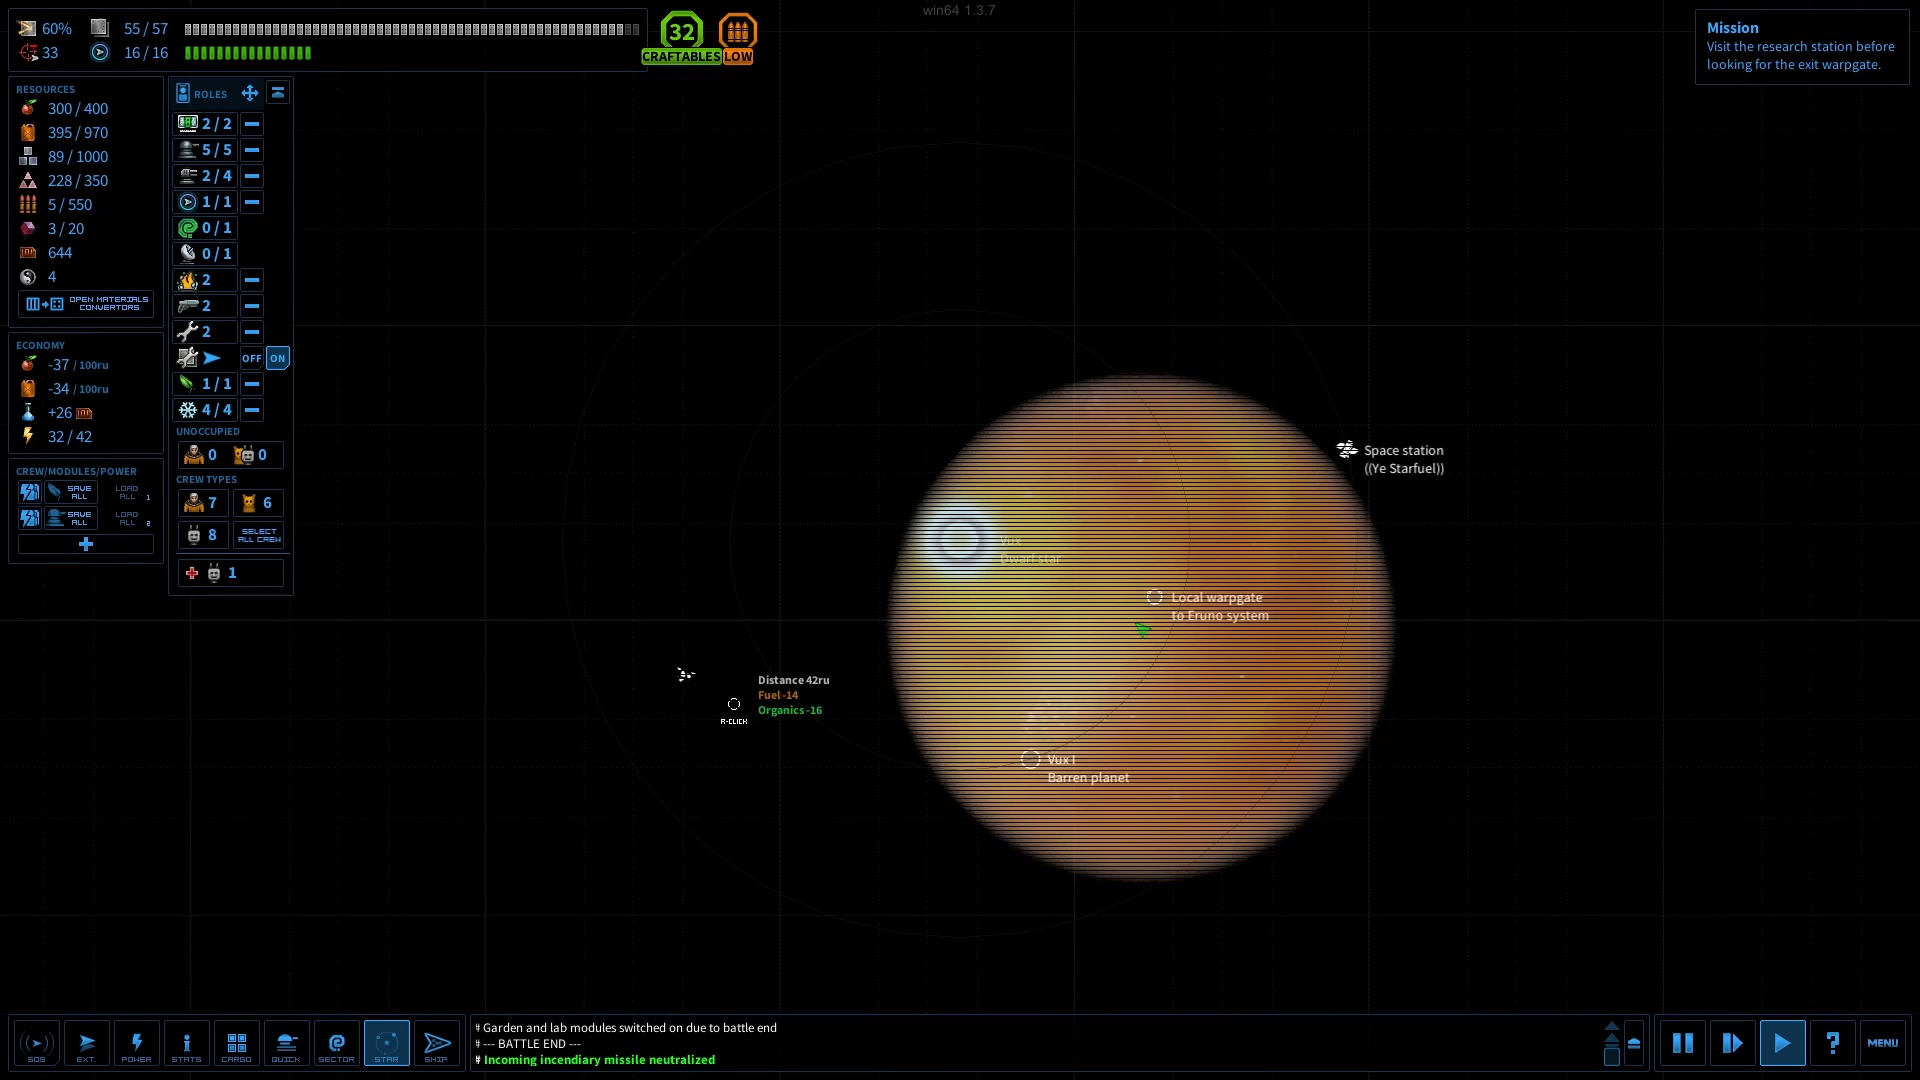 win64 1.3.7
60% 55 / 57
33 16 / 16
32
CRAFTABLES LOW
Mission
Visit the research station before
looking for the exit warpgate.
RESOURCES
300 / 400
395 / 970
89 / 1000
228 / 350
5 / 550
3 / 20
644
4
OPEN MATERIALS
CONVERTORS
ECONOMY
-37 / 100ru
-34 / 100ru
+26
32 / 42
CREW/MODULES/POWER
SAVE ALL LOAD ALL 1
SAVE ALL LOAD ALL 2
ROLES
2 / 2
5 / 5
2 / 4
1 / 1
0 / 1
0 / 1
2
2
2
OFF ON
1 / 1
4 / 4
UNOCCUPIED
0 0
CREW TYPES
7 6
8 SELECT ALL CREW
1
Space station
((Ye Starfuel))
Vux
Dwarf star
Local warpgate
to Eruno system
Distance 42ru
Fuel -14
Organics -16
R-CLICK
Vux I
Barren planet
SOS EXT. POWER STATS CARGO QUICK SECTOR STAR SHIP
Garden and lab modules switched on due to battle end
--- BATTLE END ---
Incoming incendiary missile neutralized
? MENU